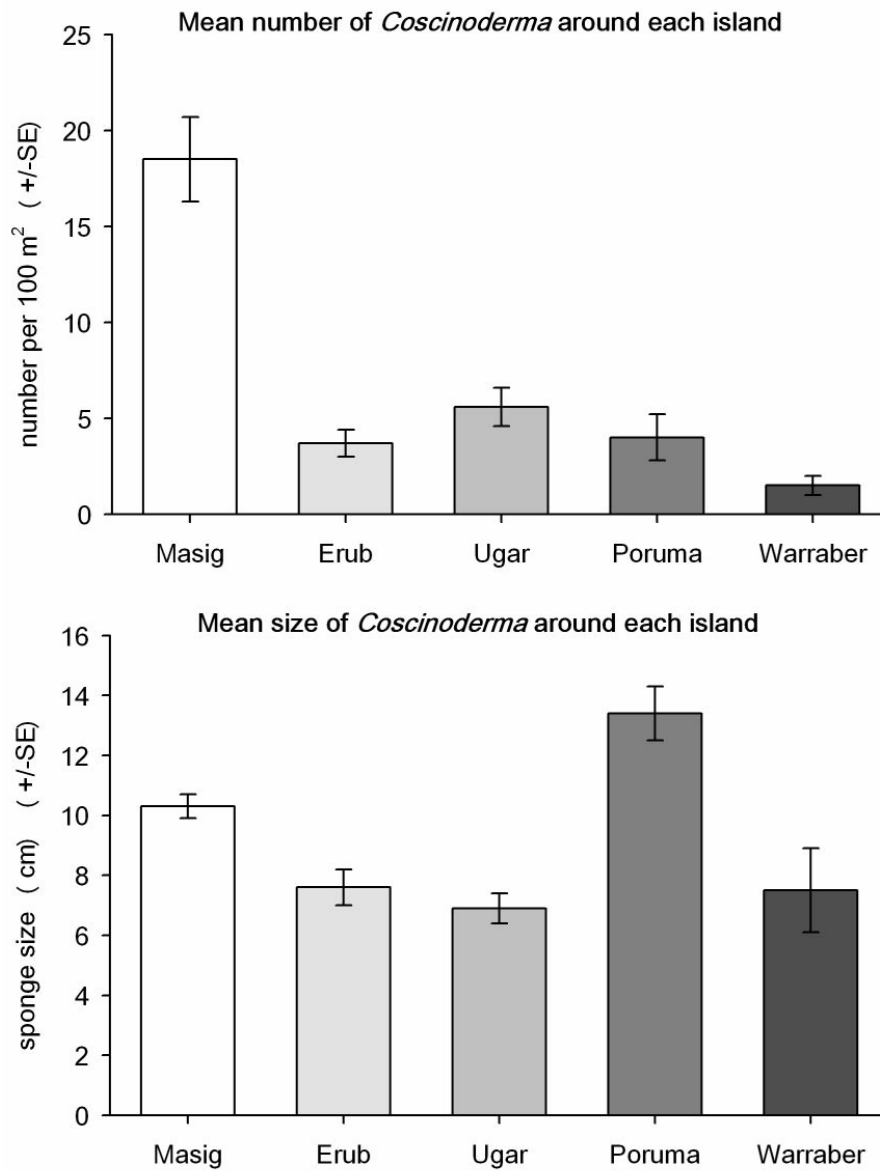 Mean number of Coscinoderma around each island
number per 100 m² ( +/-SE)
25
20
15
10
5
0
Masig Erub Ugar Poruma Warraber
Mean size of Coscinoderma around each island
sponge size ( cm) ( +/-SE)
16
14
12
10
8
6
4
2
0
Masig Erub Ugar Poruma Warraber